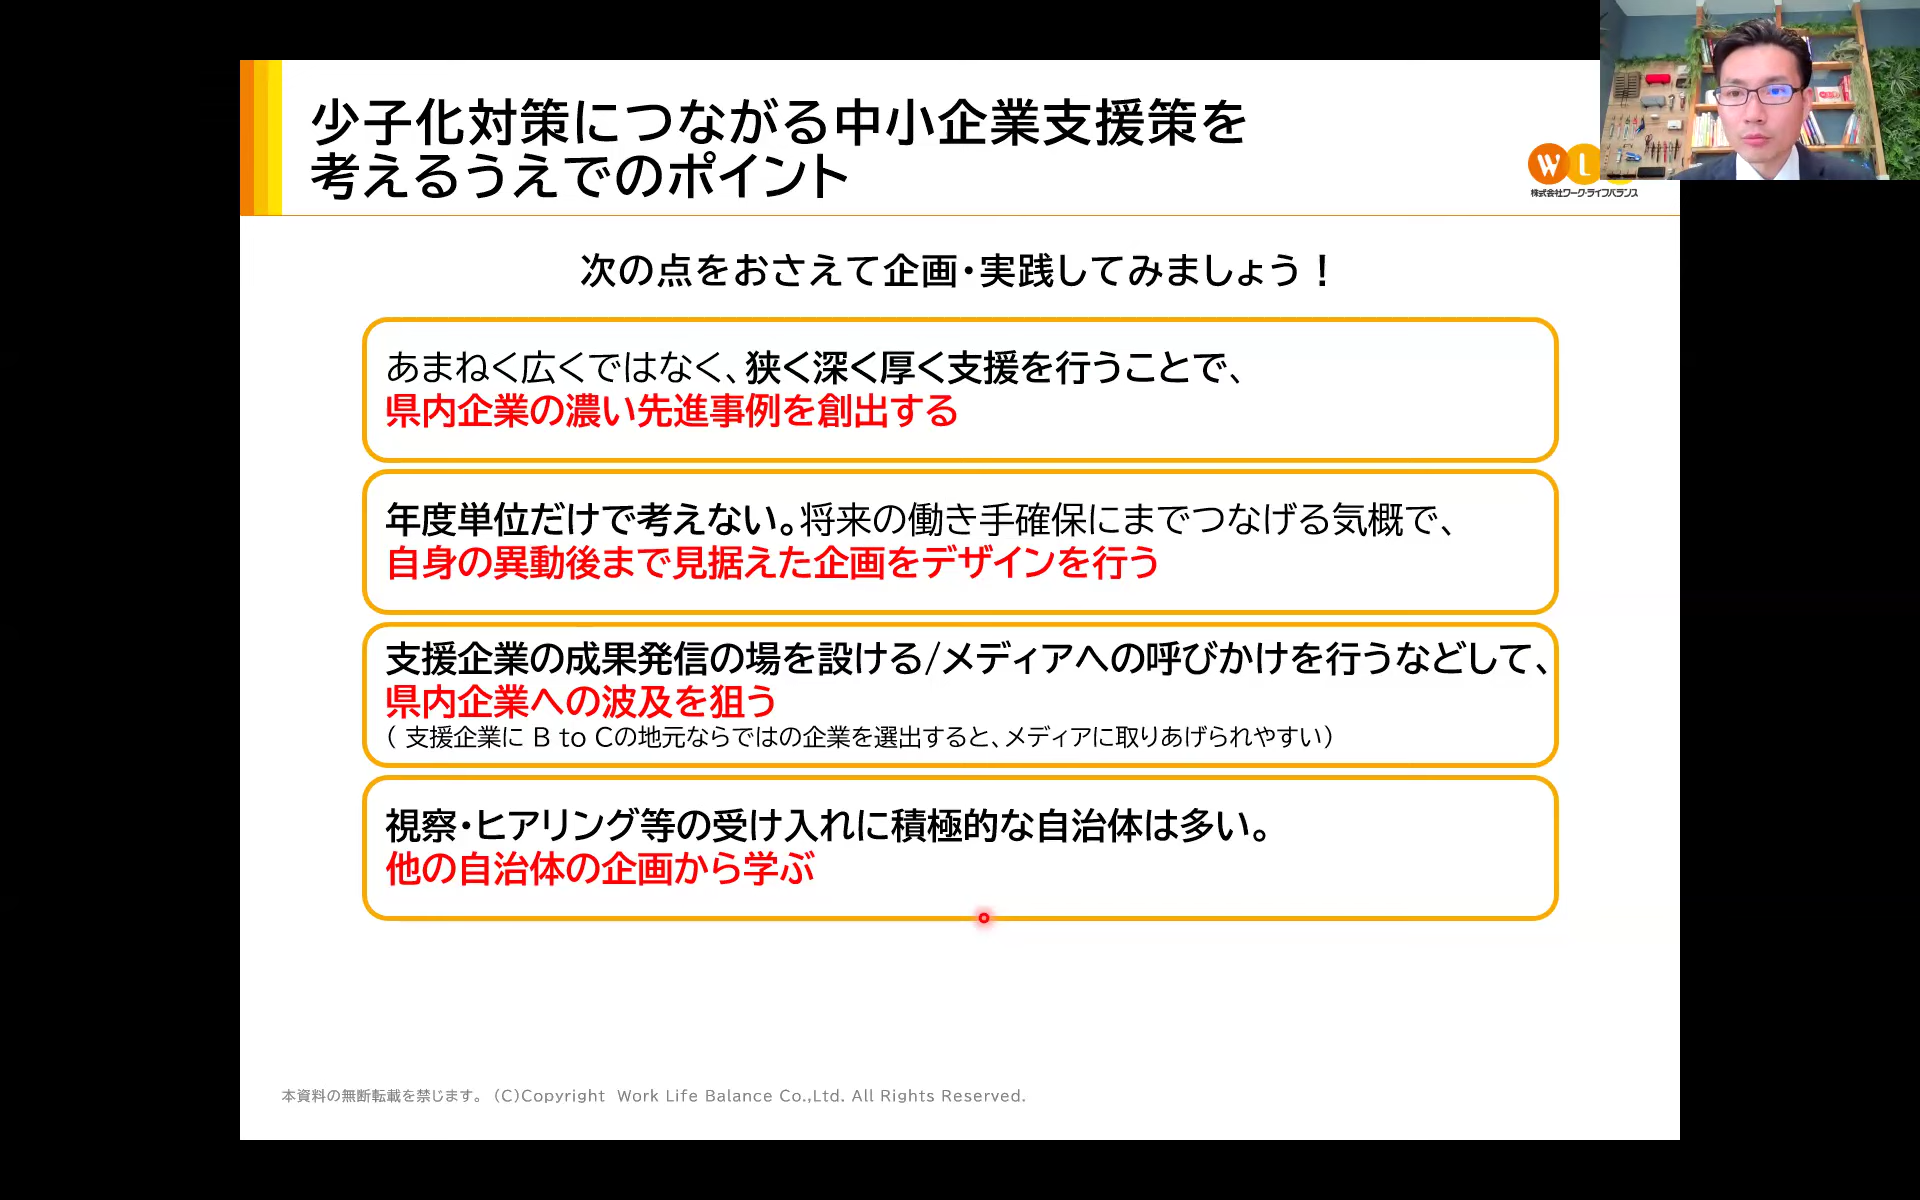 少子化対策につながる中小企業支援策を
考えるうえでのポイント
W L
株式会社ワーク・ライフバランス
次の点をおさえて企画・実践してみましょう！
あまねく広くではなく、狭く深く厚く支援を行うことで、
県内企業の濃い先進事例を創出する
年度単位だけで考えない。将来の働き手確保にまでつなげる気概で、
自身の異動後まで見据えた企画をデザインを行う
支援企業の成果発信の場を設ける/メディアへの呼びかけを行うなどして、
県内企業への波及を狙う
( 支援企業に B to Cの地元ならではの企業を選出すると、メディアに取りあげられやすい）
視察・ヒアリング等の受け入れに積極的な自治体は多い。
他の自治体の企画から学ぶ
本資料の無断転載を禁じます。 (C)Copyright Work Life Balance Co.,Ltd. All Rights Reserved.